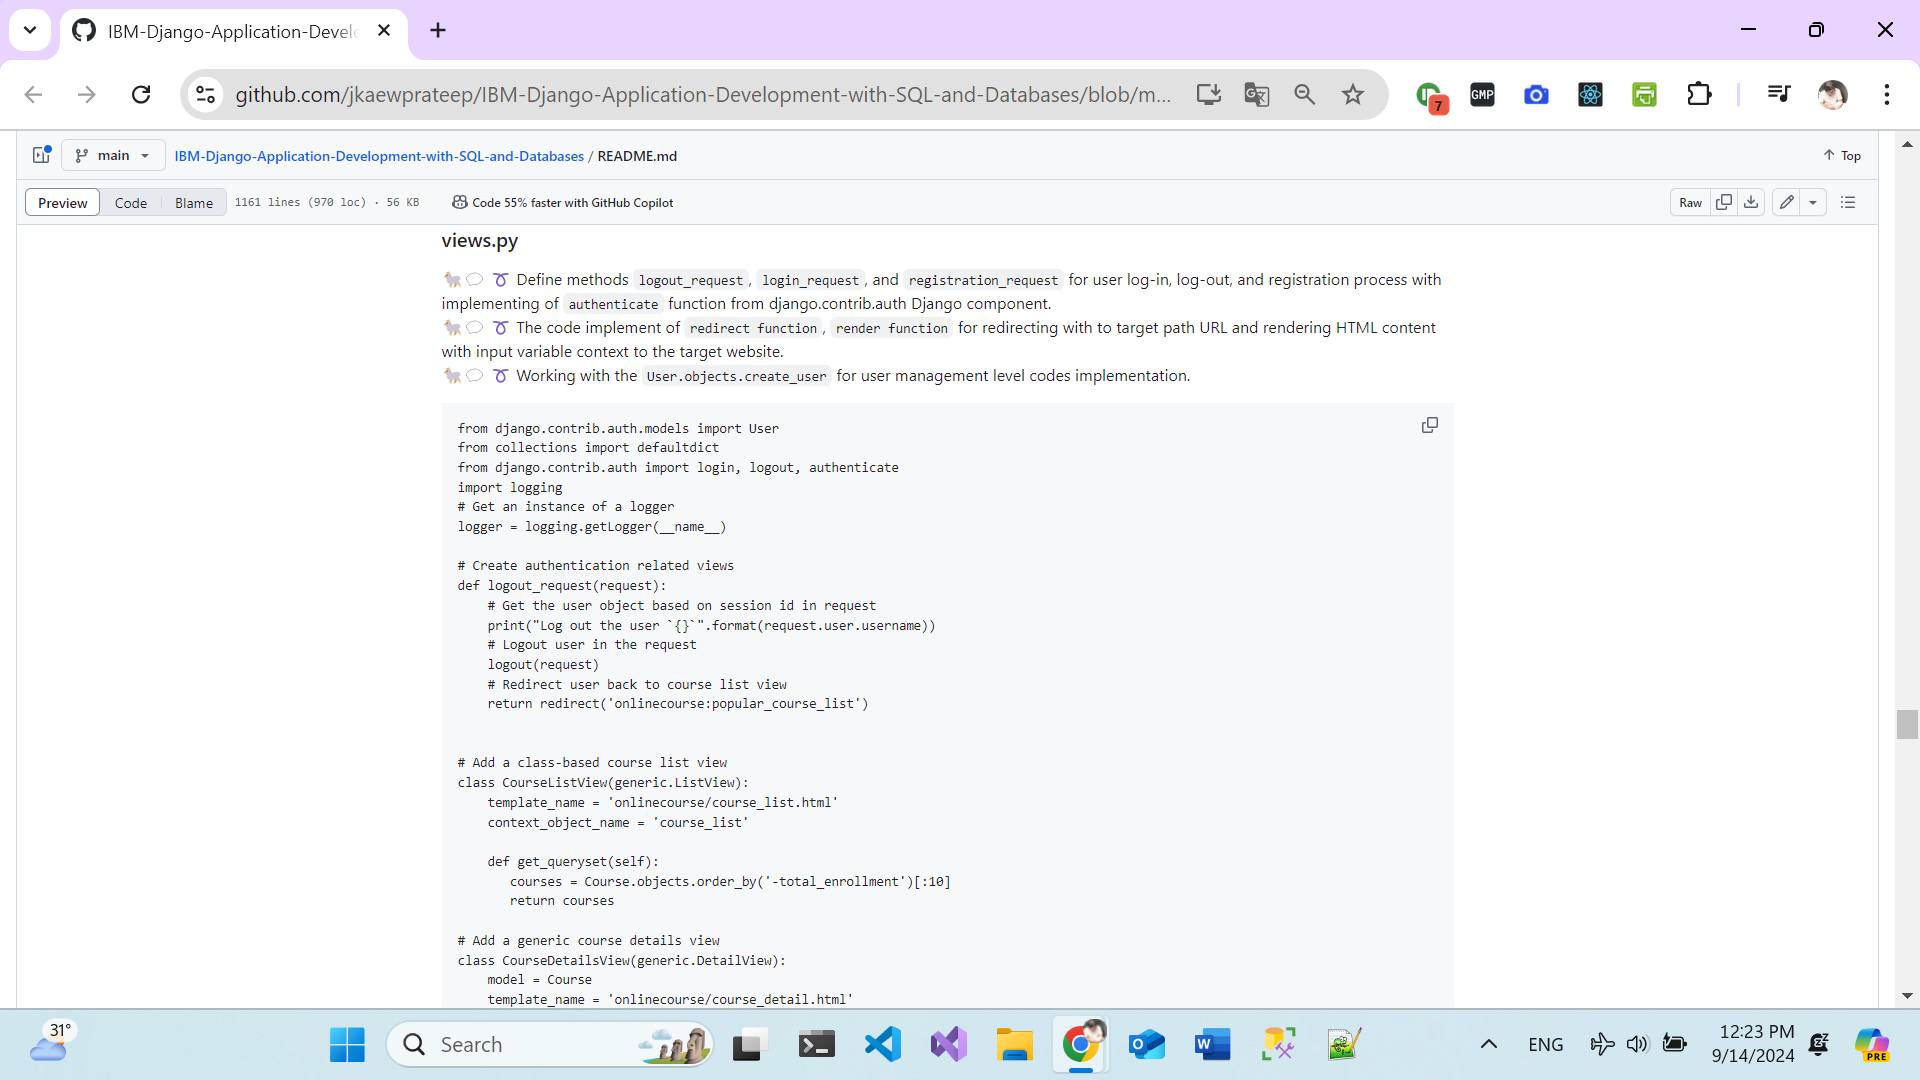 IBM-Django-Application-Devel
github.com/jkaewprateep/IBM-Django-Application-Development-with-SQL-and-Databases/blob/m...
7
GMP
main
IBM-Django-Application-Development-with-SQL-and-Databases / README.md
Top
Preview
Code
Blame
1161 lines (970 loc) · 56 KB
Code 55% faster with GitHub Copilot
Raw
views.py
Define methods logout_request, login_request, and registration_request for user log-in, log-out, and registration process with
implementing of authenticate function from django.contrib.auth Django component.
The code implement of redirect function, render function for redirecting with to target path URL and rendering HTML content
with input variable context to the target website.
Working with the User.objects.create_user for user management level codes implementation.
from django.contrib.auth.models import User
from collections import defaultdict
from django.contrib.auth import login, logout, authenticate
import logging
# Get an instance of a logger
logger = logging.getLogger(__name__)
# Create authentication related views
def logout_request(request):
# Get the user object based on session id in request
print("Log out the user `{}`".format(request.user.username))
# Logout user in the request
logout(request)
# Redirect user back to course list view
return redirect('onlinecourse:popular_course_list')
# Add a class-based course list view
class CourseListView(generic.ListView):
template_name = 'onlinecourse/course_list.html'
context_object_name = 'course_list'
def get_queryset(self):
courses = Course.objects.order_by('-total_enrollment')[:10]
return courses
# Add a generic course details view
class CourseDetailsView(generic.DetailView):
model = Course
template_name = 'onlinecourse/course_detail.html'
31°
Search
ENG
12:23 PM
9/14/2024
PRE